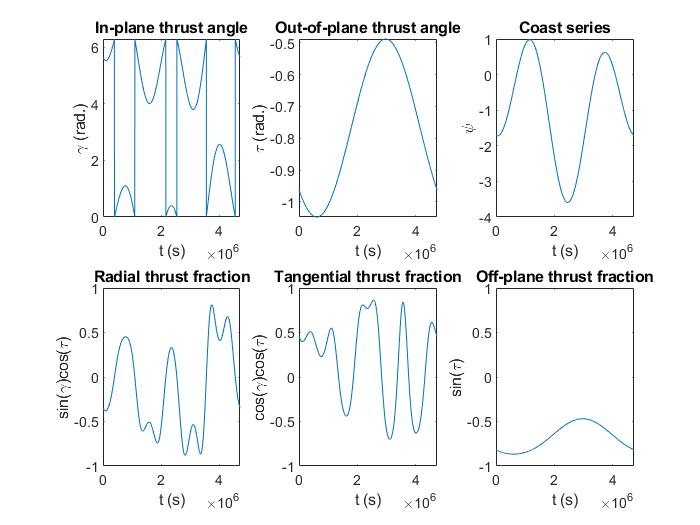 In-plane thrust angle
γ (rad.)
6
4
2
0
0 2 4
×10^6
t (s)
Out-of-plane thrust angle
τ (rad.)
-0.5
-0.6
-0.7
-0.8
-0.9
-1
0 2 4
×10^6
t (s)
Coast series
ψ̇
1
0
-1
-2
-3
-4
0 2 4
×10^6
t (s)
Radial thrust fraction
sin(γ)cos(τ)
1
0.5
0
-0.5
-1
0 2 4
×10^6
t (s)
Tangential thrust fraction
cos(γ)cos(τ)
1
0.5
0
-0.5
-1
0 2 4
×10^6
t (s)
Off-plane thrust fraction
sin(τ)
1
0.5
0
-0.5
-1
0 2 4
×10^6
t (s)